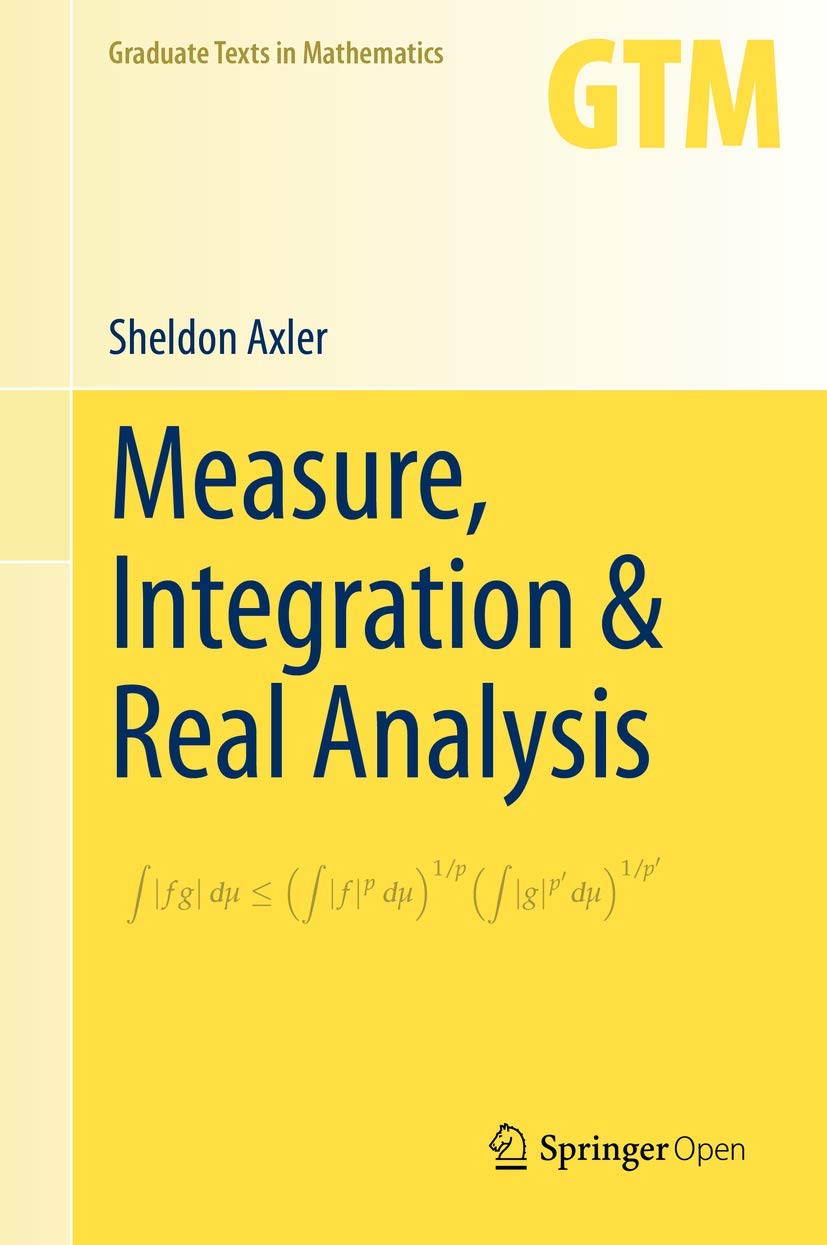 Graduate Texts in Mathematics
GTM
Sheldon Axler
Measure,
Integration &
Real Analysis
∫|fg| dμ ≤ (∫|f|^p dμ)^{1/p} (∫|g|^{p′} dμ)^{1/p′}
Springer Open